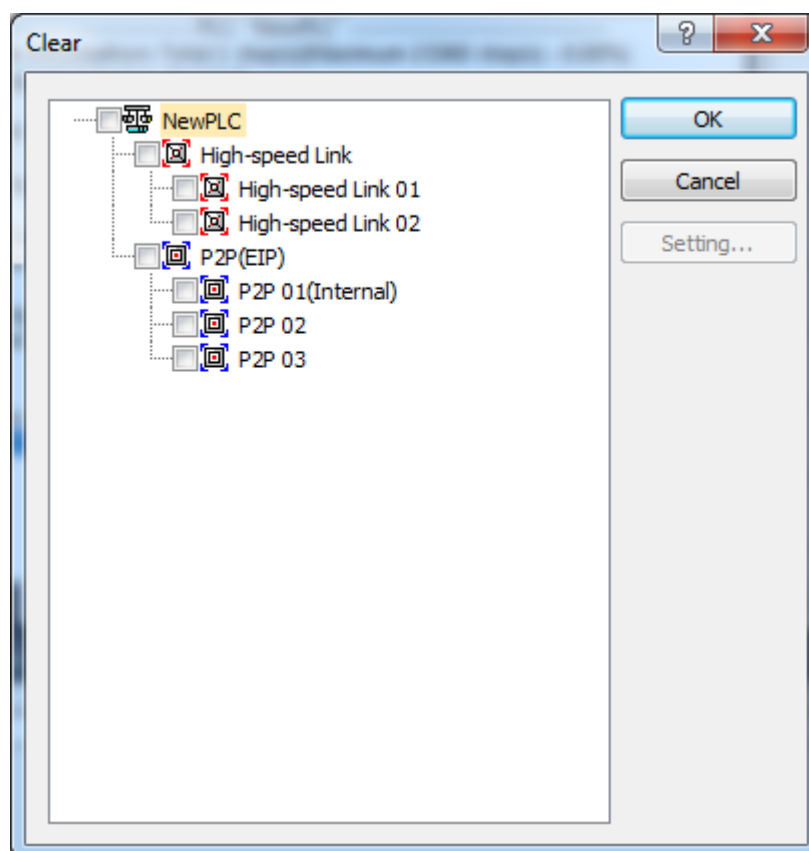 Clear
NewPLC
High-speed Link
High-speed Link 01
High-speed Link 02
P2P(EIP)
P2P 01(Internal)
P2P 02
P2P 03
OK
Cancel
Setting...